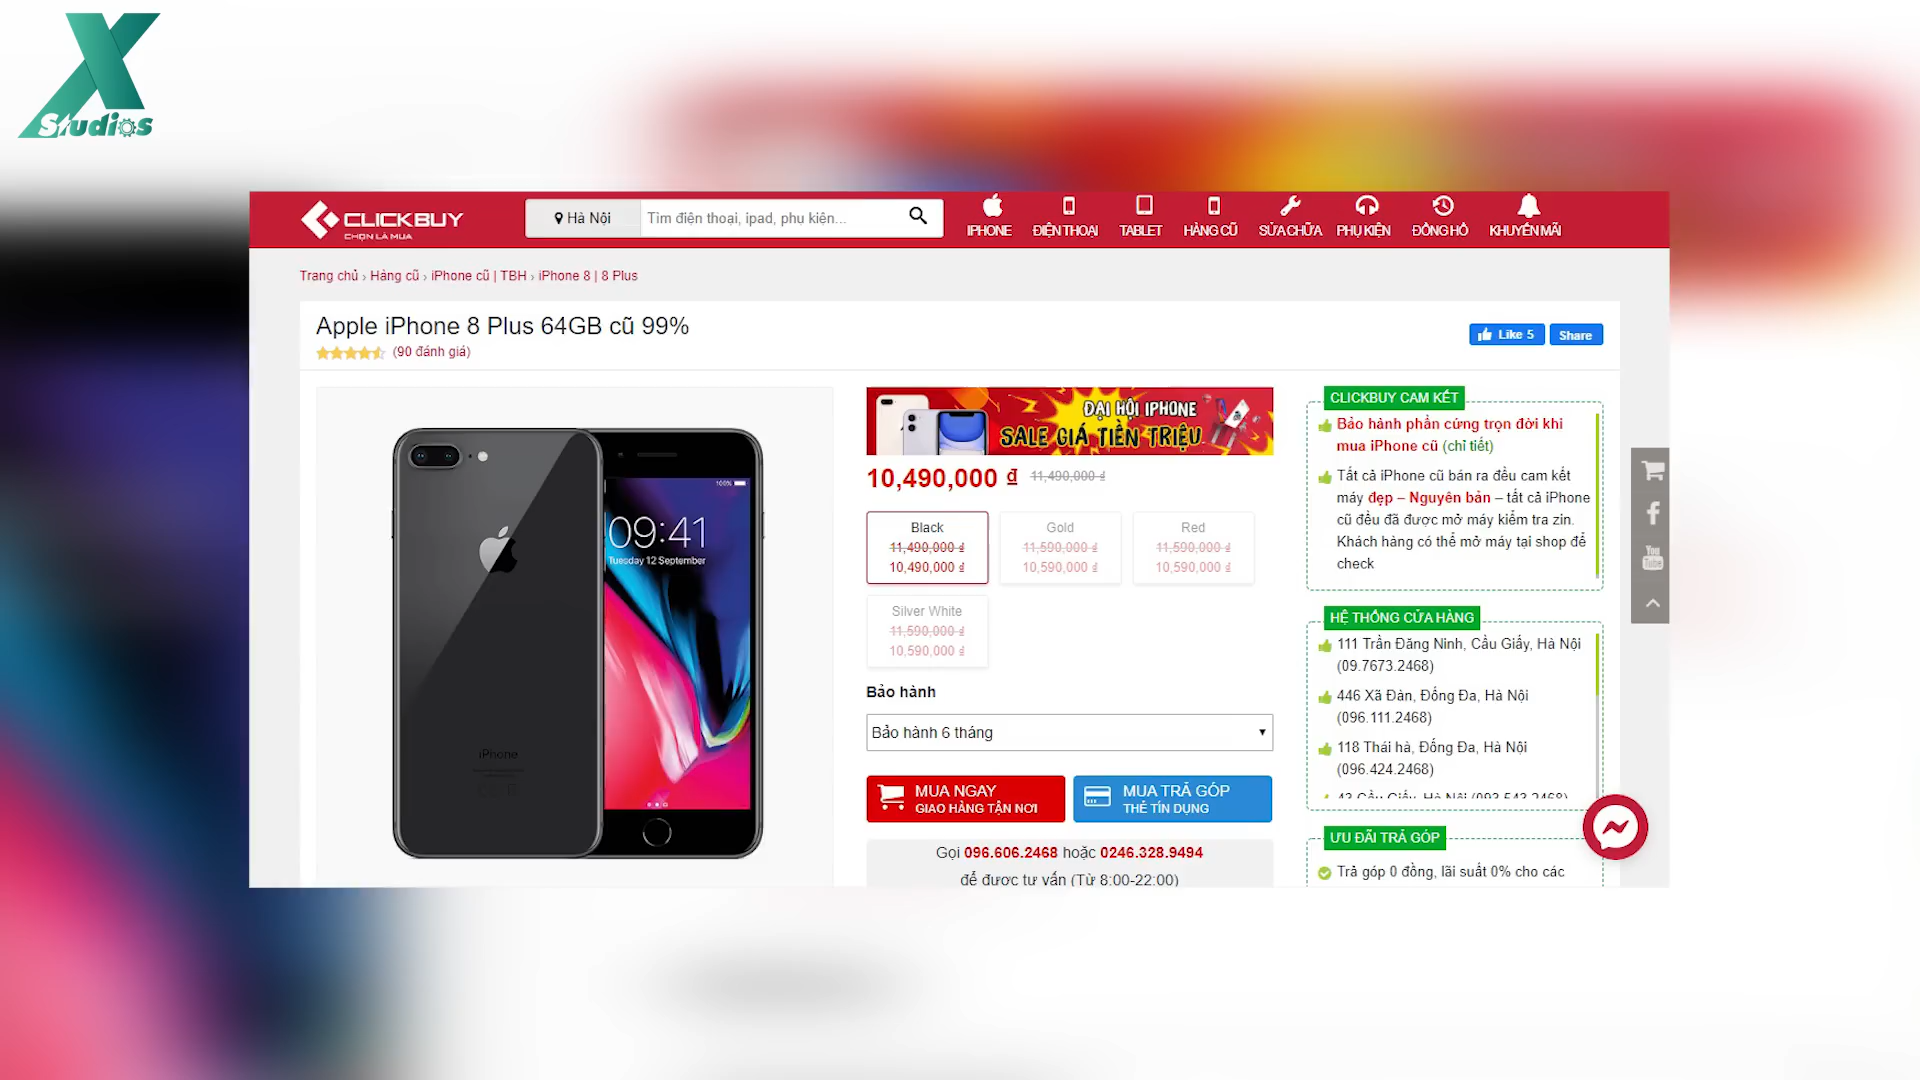 X
Studios
CLICKBUY
CHỌN LÀ MUA
Hà Nội
Tìm điện thoại, ipad, phụ kiện...
IPHONE
ĐIỆN THOẠI
TABLET
HÀNG CŨ
SỬA CHỮA
PHỤ KIỆN
ĐỒNG HỒ
KHUYẾN MÃI
Trang chủ › Hàng cũ › iPhone cũ | TBH › iPhone 8 | 8 Plus
Apple iPhone 8 Plus 64GB cũ 99%
(90 đánh giá)
Like 5
Share
100%
09:41
Tuesday 12 September
iPhone
ĐẠI HỘI IPHONE
SALE GIÁ TIỀN TRIỆU
10,490,000 ₫ 11,490,000 ₫
Black
11,490,000 ₫
10,490,000 ₫
Gold
11,590,000 ₫
10,590,000 ₫
Red
11,590,000 ₫
10,590,000 ₫
Silver White
11,590,000 ₫
10,590,000 ₫
Bảo hành
Bảo hành 6 tháng
MUA NGAY
GIAO HÀNG TẬN NƠI
MUA TRẢ GÓP
THẺ TÍN DỤNG
Gọi 096.606.2468 hoặc 0246.328.9494
để được tư vấn (Từ 8:00-22:00)
CLICKBUY CAM KẾT
Bảo hành phần cứng trọn đời khi
mua iPhone cũ (chi tiết)
Tất cả iPhone cũ bán ra đều cam kết
máy đẹp – Nguyên bản – tất cả iPhone
cũ đều đã được mở máy kiểm tra zin.
Khách hàng có thể mở máy tại shop để
check
HỆ THỐNG CỬA HÀNG
111 Trần Đăng Ninh, Cầu Giấy, Hà Nội
(09.7673.2468)
446 Xã Đàn, Đống Đa, Hà Nội
(096.111.2468)
118 Thái hà, Đống Đa, Hà Nội
(096.424.2468)
43 Cầu Giấy, Hà Nội (093.543.2468)
ƯU ĐÃI TRẢ GÓP
Trả góp 0 đồng, lãi suất 0% cho các
You
Tube